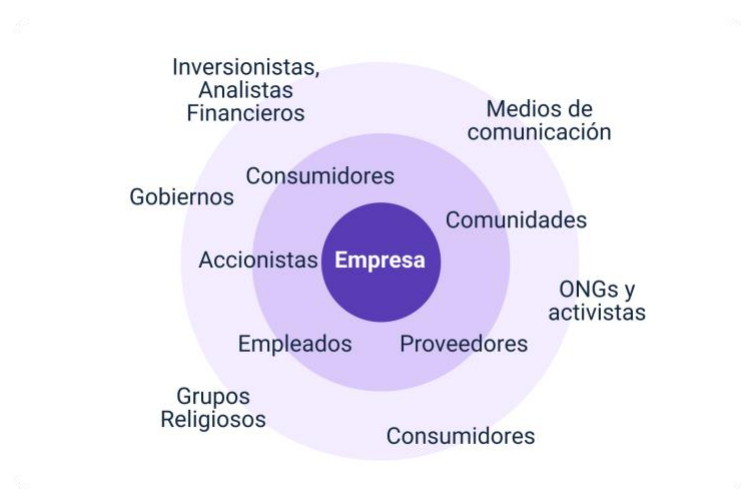 Inversionistas,
Analistas
Financieros
Medios de
comunicación
Consumidores
Gobiernos
Comunidades
Accionistas
Empresa
ONGs y
activistas
Empleados
Proveedores
Grupos
Religiosos
Consumidores